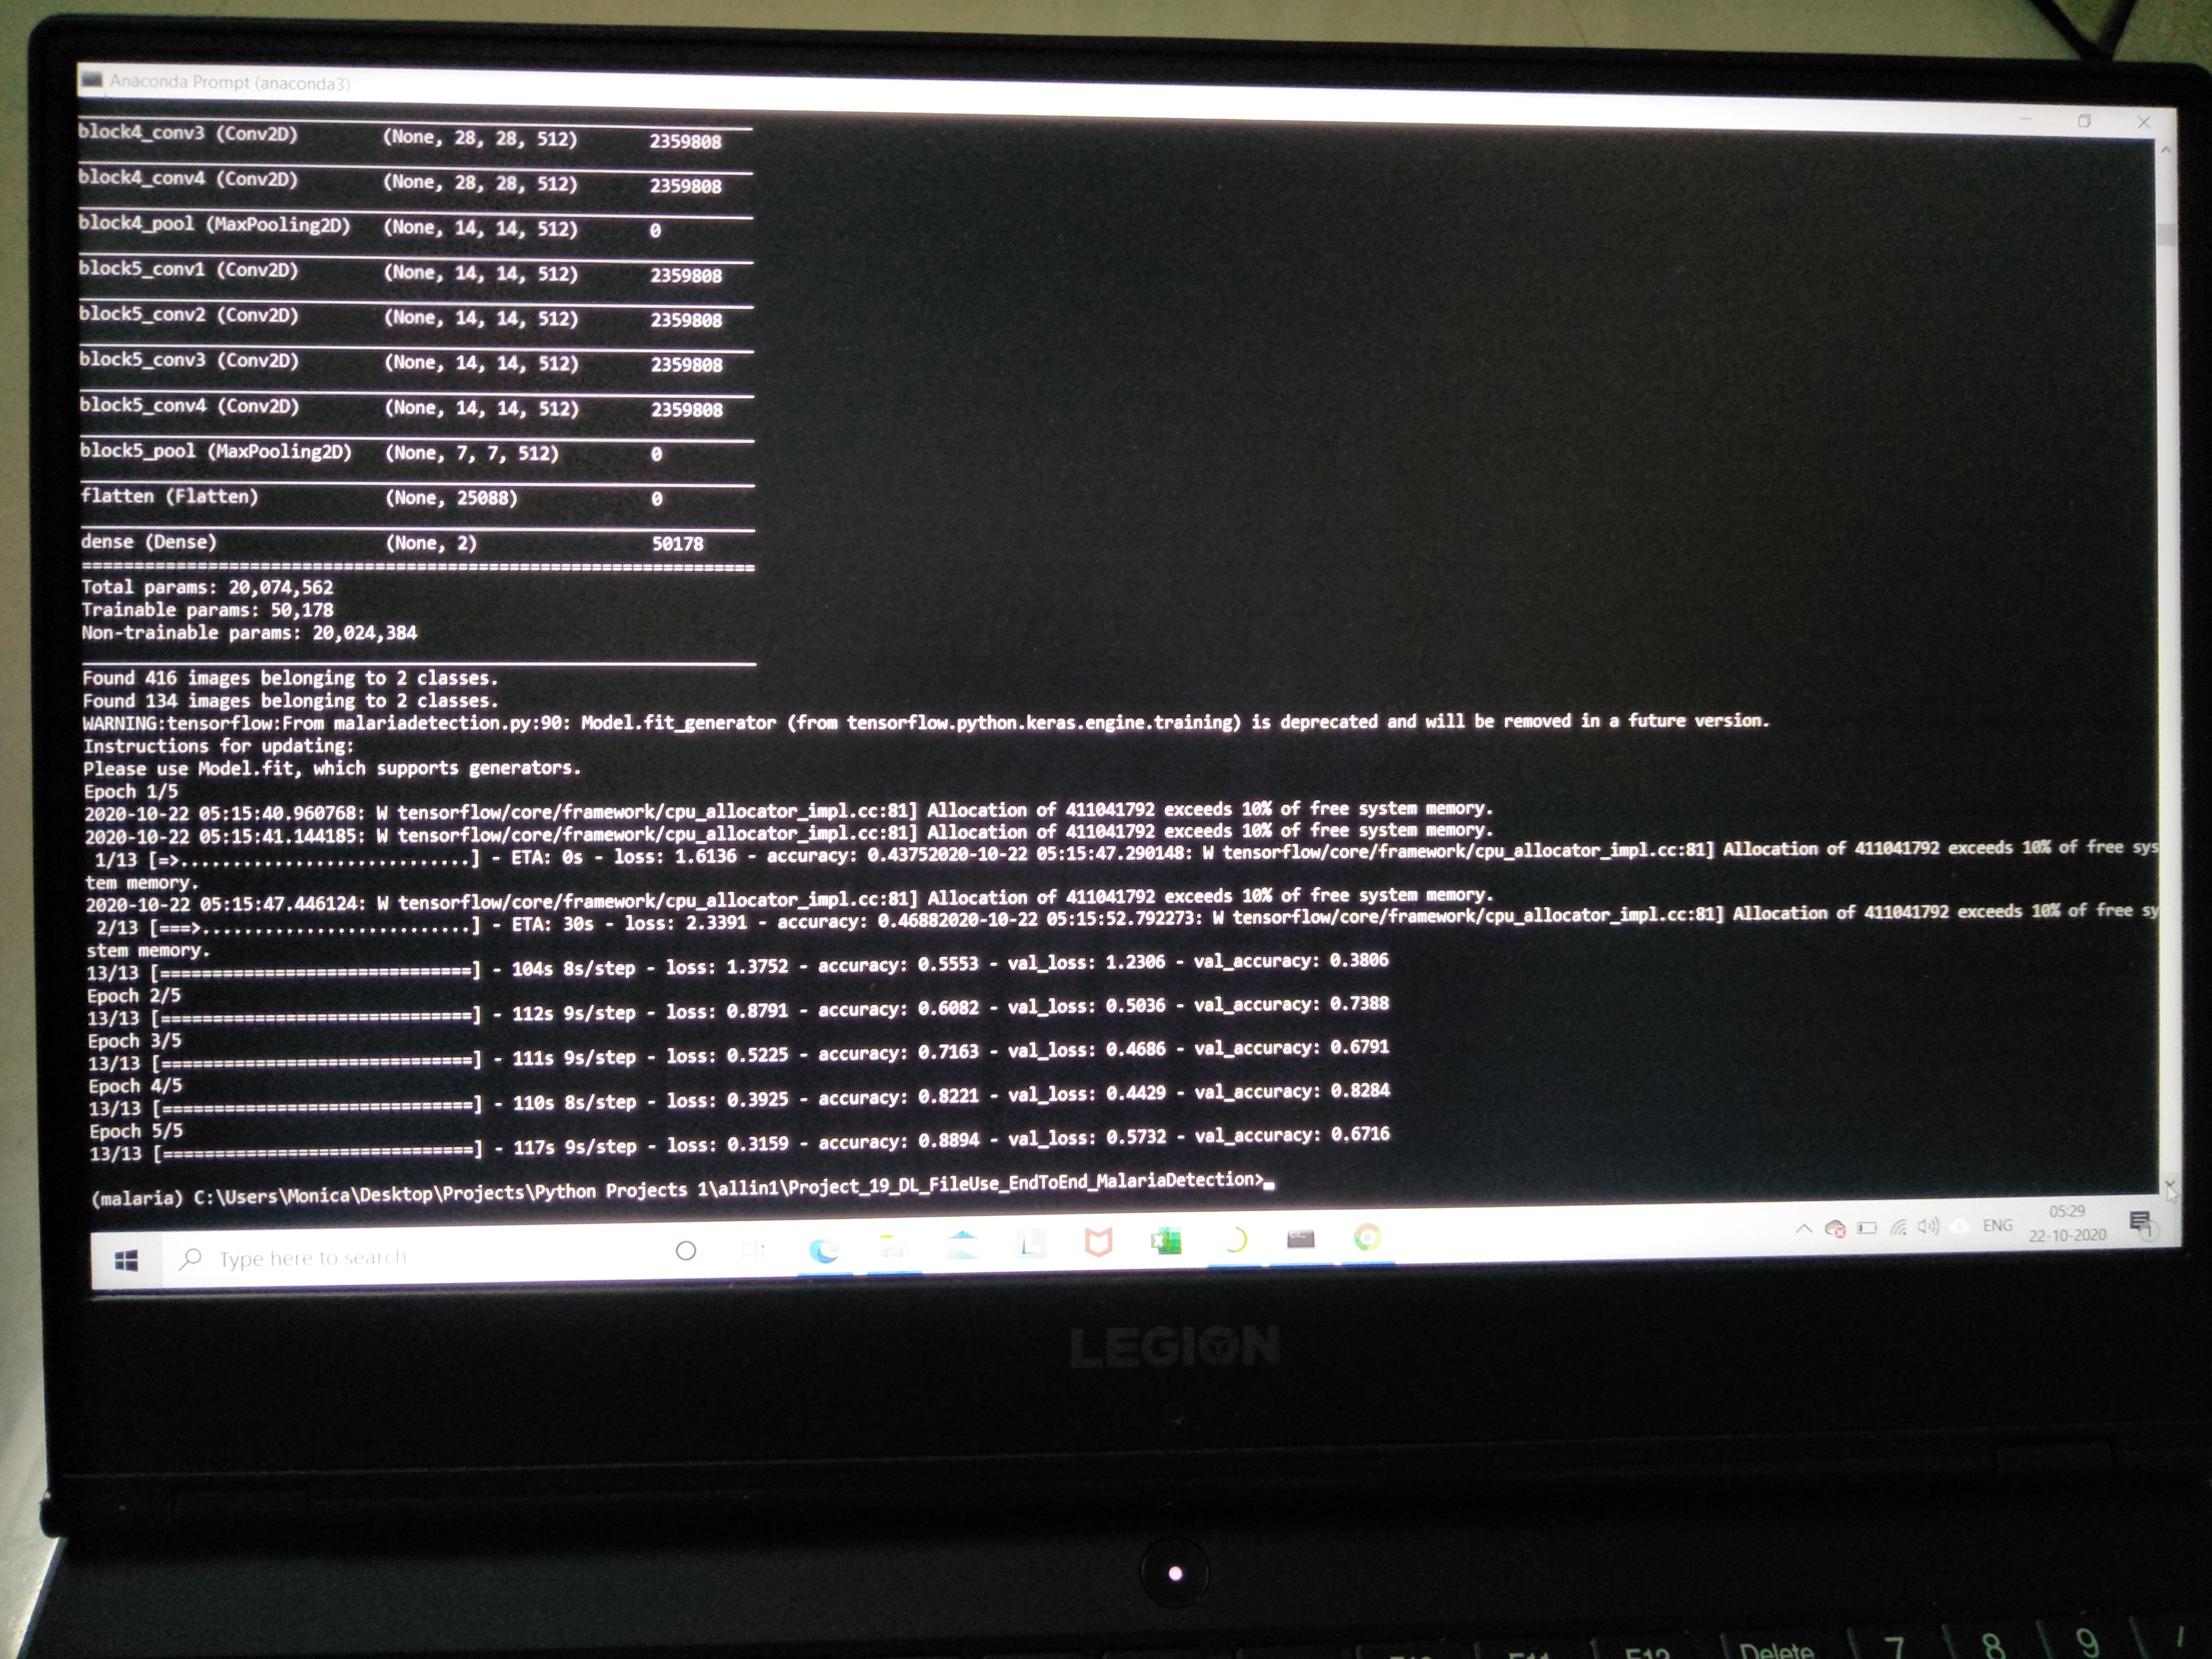 Anaconda Prompt (anaconda3)
block4_conv3 (Conv2D) (None, 28, 28, 512) 2359808
block4_conv4 (Conv2D) (None, 28, 28, 512) 2359808
block4_pool (MaxPooling2D) (None, 14, 14, 512) 0
block5_conv1 (Conv2D) (None, 14, 14, 512) 2359808
block5_conv2 (Conv2D) (None, 14, 14, 512) 2359808
block5_conv3 (Conv2D) (None, 14, 14, 512) 2359808
block5_conv4 (Conv2D) (None, 14, 14, 512) 2359808
block5_pool (MaxPooling2D) (None, 7, 7, 512) 0
flatten (Flatten) (None, 25088) 0
dense (Dense) (None, 2) 50178
=================================================================
Total params: 20,074,562
Trainable params: 50,178
Non-trainable params: 20,024,384
Found 416 images belonging to 2 classes.
Found 134 images belonging to 2 classes.
WARNING:tensorflow:From malariadetection.py:90: Model.fit_generator (from tensorflow.python.keras.engine.training) is deprecated and will be removed in a future version.
Instructions for updating:
Please use Model.fit, which supports generators.
Epoch 1/5
2020-10-22 05:15:40.960768: W tensorflow/core/framework/cpu_allocator_impl.cc:81] Allocation of 411041792 exceeds 10% of free system memory.
2020-10-22 05:15:41.144185: W tensorflow/core/framework/cpu_allocator_impl.cc:81] Allocation of 411041792 exceeds 10% of free system memory.
1/13 [=>............................] - ETA: 0s - loss: 1.6136 - accuracy: 0.43752020-10-22 05:15:47.290148: W tensorflow/core/framework/cpu_allocator_impl.cc:81] Allocation of 411041792 exceeds 10% of free sys
tem memory.
2020-10-22 05:15:47.446124: W tensorflow/core/framework/cpu_allocator_impl.cc:81] Allocation of 411041792 exceeds 10% of free system memory.
2/13 [===>..........................] - ETA: 30s - loss: 2.3391 - accuracy: 0.46882020-10-22 05:15:52.792273: W tensorflow/core/framework/cpu_allocator_impl.cc:81] Allocation of 411041792 exceeds 10% of free sy
stem memory.
13/13 [==============================] - 104s 8s/step - loss: 1.3752 - accuracy: 0.5553 - val_loss: 1.2306 - val_accuracy: 0.3806
Epoch 2/5
13/13 [==============================] - 112s 9s/step - loss: 0.8791 - accuracy: 0.6082 - val_loss: 0.5036 - val_accuracy: 0.7388
Epoch 3/5
13/13 [==============================] - 111s 9s/step - loss: 0.5225 - accuracy: 0.7163 - val_loss: 0.4686 - val_accuracy: 0.6791
Epoch 4/5
13/13 [==============================] - 110s 8s/step - loss: 0.3925 - accuracy: 0.8221 - val_loss: 0.4429 - val_accuracy: 0.8284
Epoch 5/5
13/13 [==============================] - 117s 9s/step - loss: 0.3159 - accuracy: 0.8894 - val_loss: 0.5732 - val_accuracy: 0.6716
(malaria) C:\Users\Monica\Desktop\Projects\Python Projects 1\allin1\Project_19_DL_FileUse_EndToEnd_MalariaDetection>
Type here to search
ENG
05:29
22-10-2020
LEGION
F11 F12 Delete 7 8 9 /